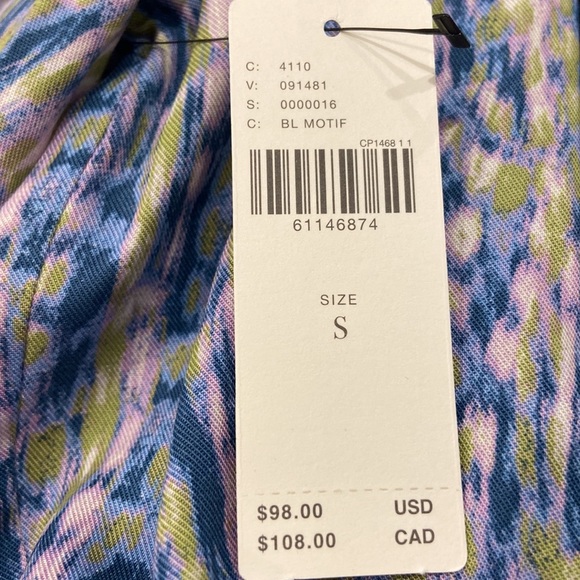 C: 4110
V: 091481
S: 0000016
C: BL MOTIF
CP1468 1 1
61146874
SIZE
S
$98.00 USD
$108.00 CAD